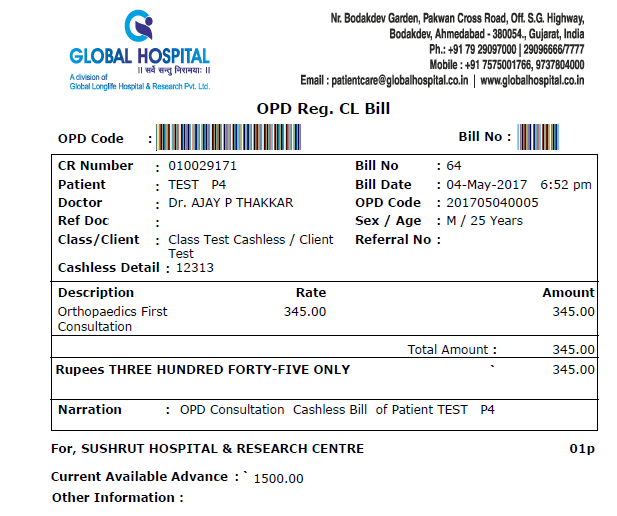 GLOBAL HOSPITAL
|| सर्वे सन्तु निरामयाः ||
A division of
Global Longlife Hospital & Research Pvt. Ltd.
Nr. Bodakdev Garden, Pakwan Cross Road, Off. S.G. Highway,
Bodakdev, Ahmedabad - 380054., Gujarat, India
Ph.: +91 79 29097000 | 29096666/7777
Mobile : +91 7575001766, 9737804000
Email : patientcare@globalhospital.co.in | www.globalhospital.co.in
OPD Reg. CL Bill
OPD Code : Bill No :
CR Number : 010029171 Bill No : 64
Patient : TEST P4 Bill Date : 04-May-2017 6:52 pm
Doctor : Dr. AJAY P THAKKAR OPD Code : 201705040005
Ref Doc : Sex / Age : M / 25 Years
Class/Client : Class Test Cashless / Client Referral No :
Test
Cashless Detail : 12313
Description Rate Amount
Orthopaedics First 345.00 345.00
Consultation
Total Amount : 345.00
Rupees THREE HUNDRED FORTY-FIVE ONLY ` 345.00
Narration : OPD Consultation Cashless Bill of Patient TEST P4
For, SUSHRUT HOSPITAL & RESEARCH CENTRE 01p
Current Available Advance : ` 1500.00
Other Information :